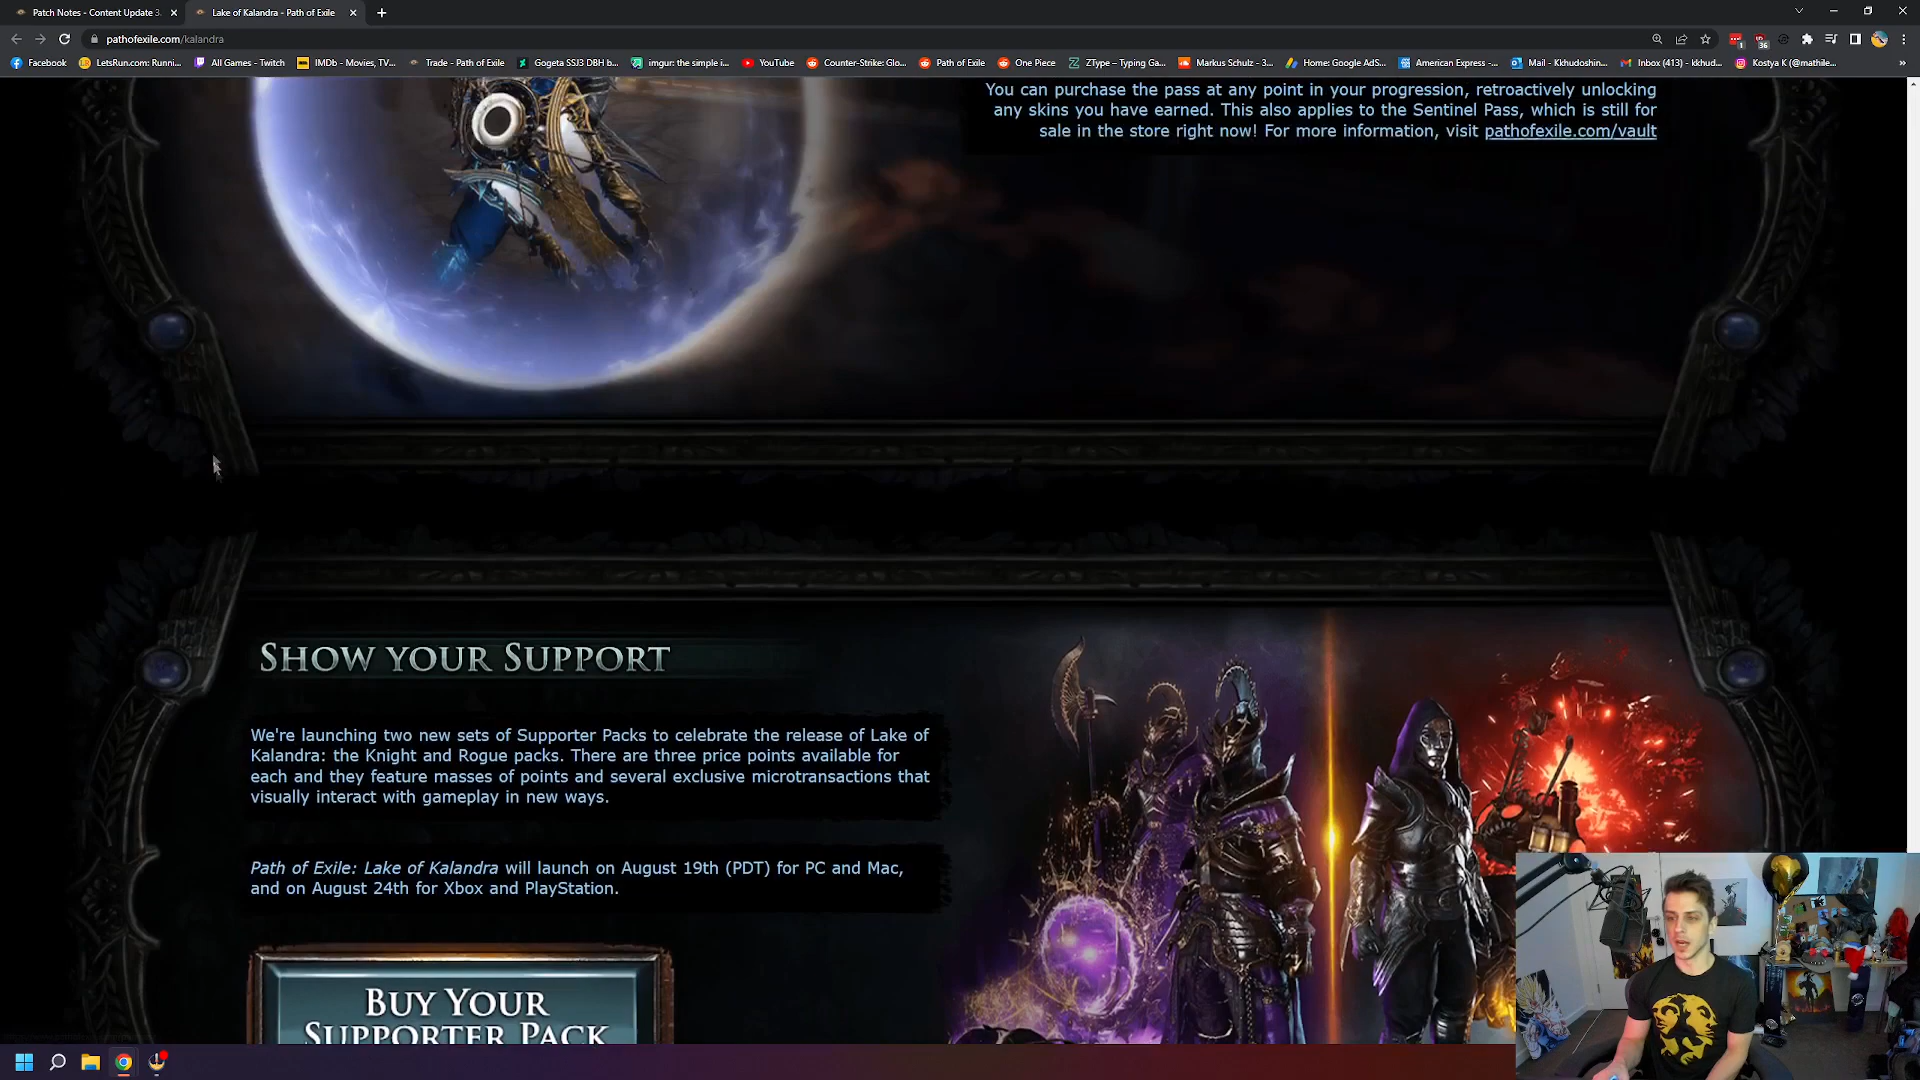 Patch Notes - Content Update 3.
Lake of Kalandra - Path of Exile
pathofexile.com/kalandra
Facebook
LetsRun.com: Runni...
All Games - Twitch
IMDb - Movies, TV...
Trade - Path of Exile
Gogeta SSJ3 DBH b...
imgur: the simple i...
YouTube
Counter-Strike: Glo...
Path of Exile
One Piece
ZType – Typing Ga...
Markus Schulz - 3...
Home: Google AdS...
American Express -...
Mail - Kkhudoshin...
Inbox (413) - kkhud...
Kostya K (@mathile...
You can purchase the pass at any point in your progression, retroactively unlocking
any skins you have earned. This also applies to the Sentinel Pass, which is still for
sale in the store right now! For more information, visit pathofexile.com/vault
Show your Support
We're launching two new sets of Supporter Packs to celebrate the release of Lake of
Kalandra: the Knight and Rogue packs. There are three price points available for
each and they feature masses of points and several exclusive microtransactions that
visually interact with gameplay in new ways.
Path of Exile: Lake of Kalandra will launch on August 19th (PDT) for PC and Mac,
and on August 24th for Xbox and PlayStation.
Buy Your
Supporter Pack